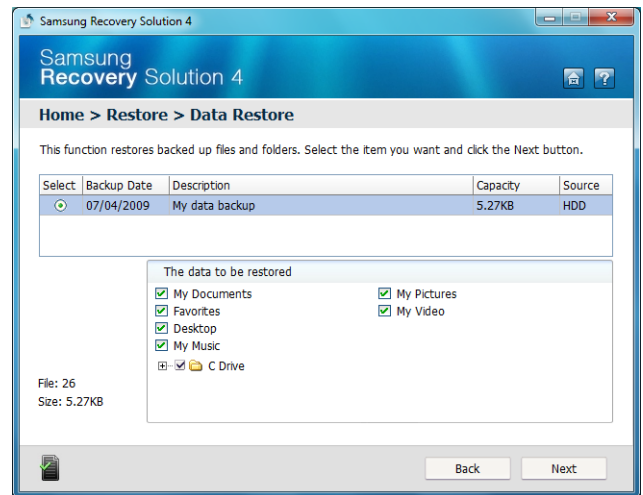 Samsung Recovery Solution 4
Samsung
Recovery Solution 4
Home > Restore > Data Restore
This function restores backed up files and folders. Select the item you want and click the Next button.
Select Backup Date Description Capacity Source
07/04/2009 My data backup 5.27KB HDD
The data to be restored
My Documents My Pictures
Favorites My Video
Desktop
My Music
C Drive
File: 26
Size: 5.27KB
Back Next